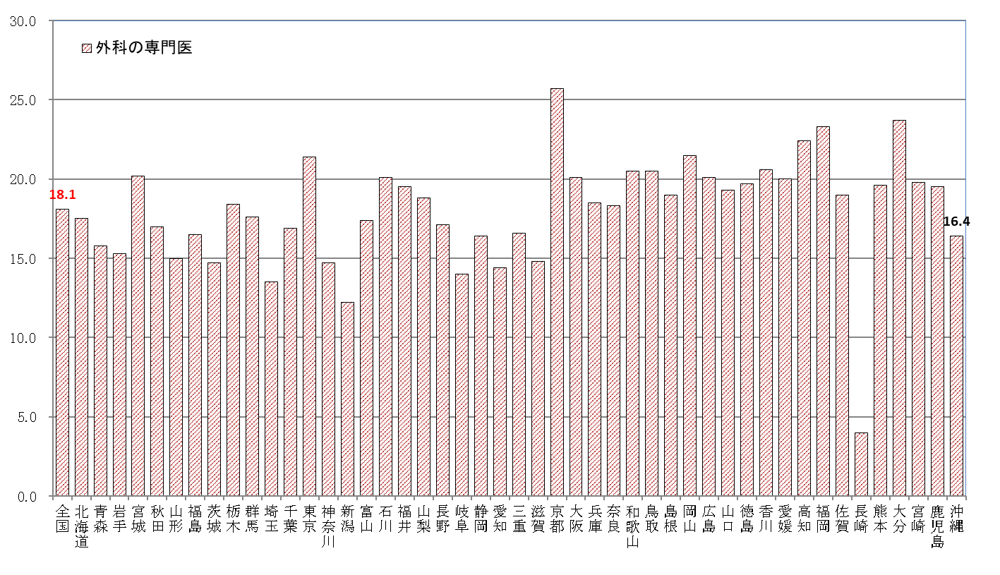 30.0
外科の専門医
25.0
20.0
18.1
16.4
15.0
10.0
5.0
0.0
全国
北海道
青森
岩手
宮城
秋田
山形
福島
茨城
栃木
群馬
埼玉
千葉
東京
神奈川
新潟
富山
石川
福井
山梨
長野
岐阜
静岡
愛知
三重
滋賀
京都
大阪
兵庫
奈良
和歌山
鳥取
島根
岡山
広島
山口
徳島
香川
愛媛
高知
福岡
佐賀
長崎
熊本
大分
宮崎
鹿児島
沖縄